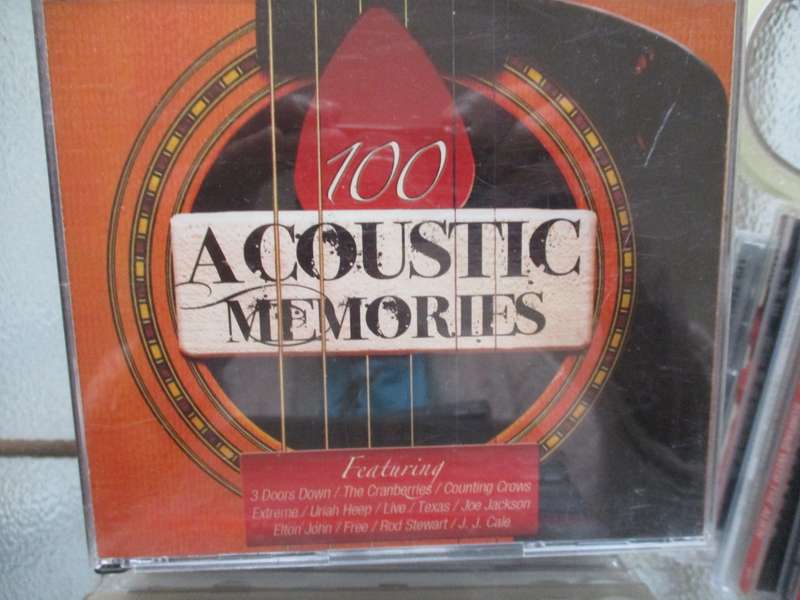 100
ACOUSTIC
MEMORIES
Featuring
3 Doors Down / The Cranberries / Counting Crows
Extreme / Uriah Heep / Live / Texas / Joe Jackson
Elton John / Free / Rod Stewart / J. J. Cale